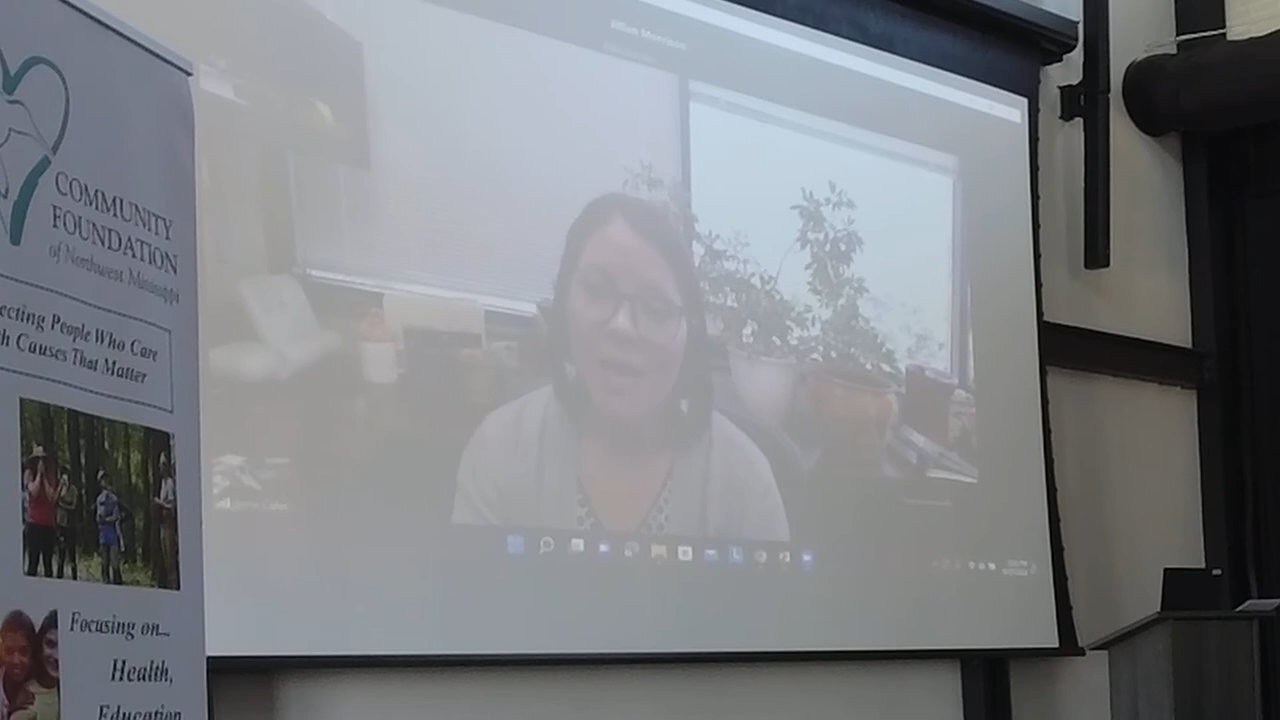 COMMUNITY
FOUNDATION
of Northwest Mississippi
ecting People Who Care
h Causes That Matter
Focusing on...
Health,
Education